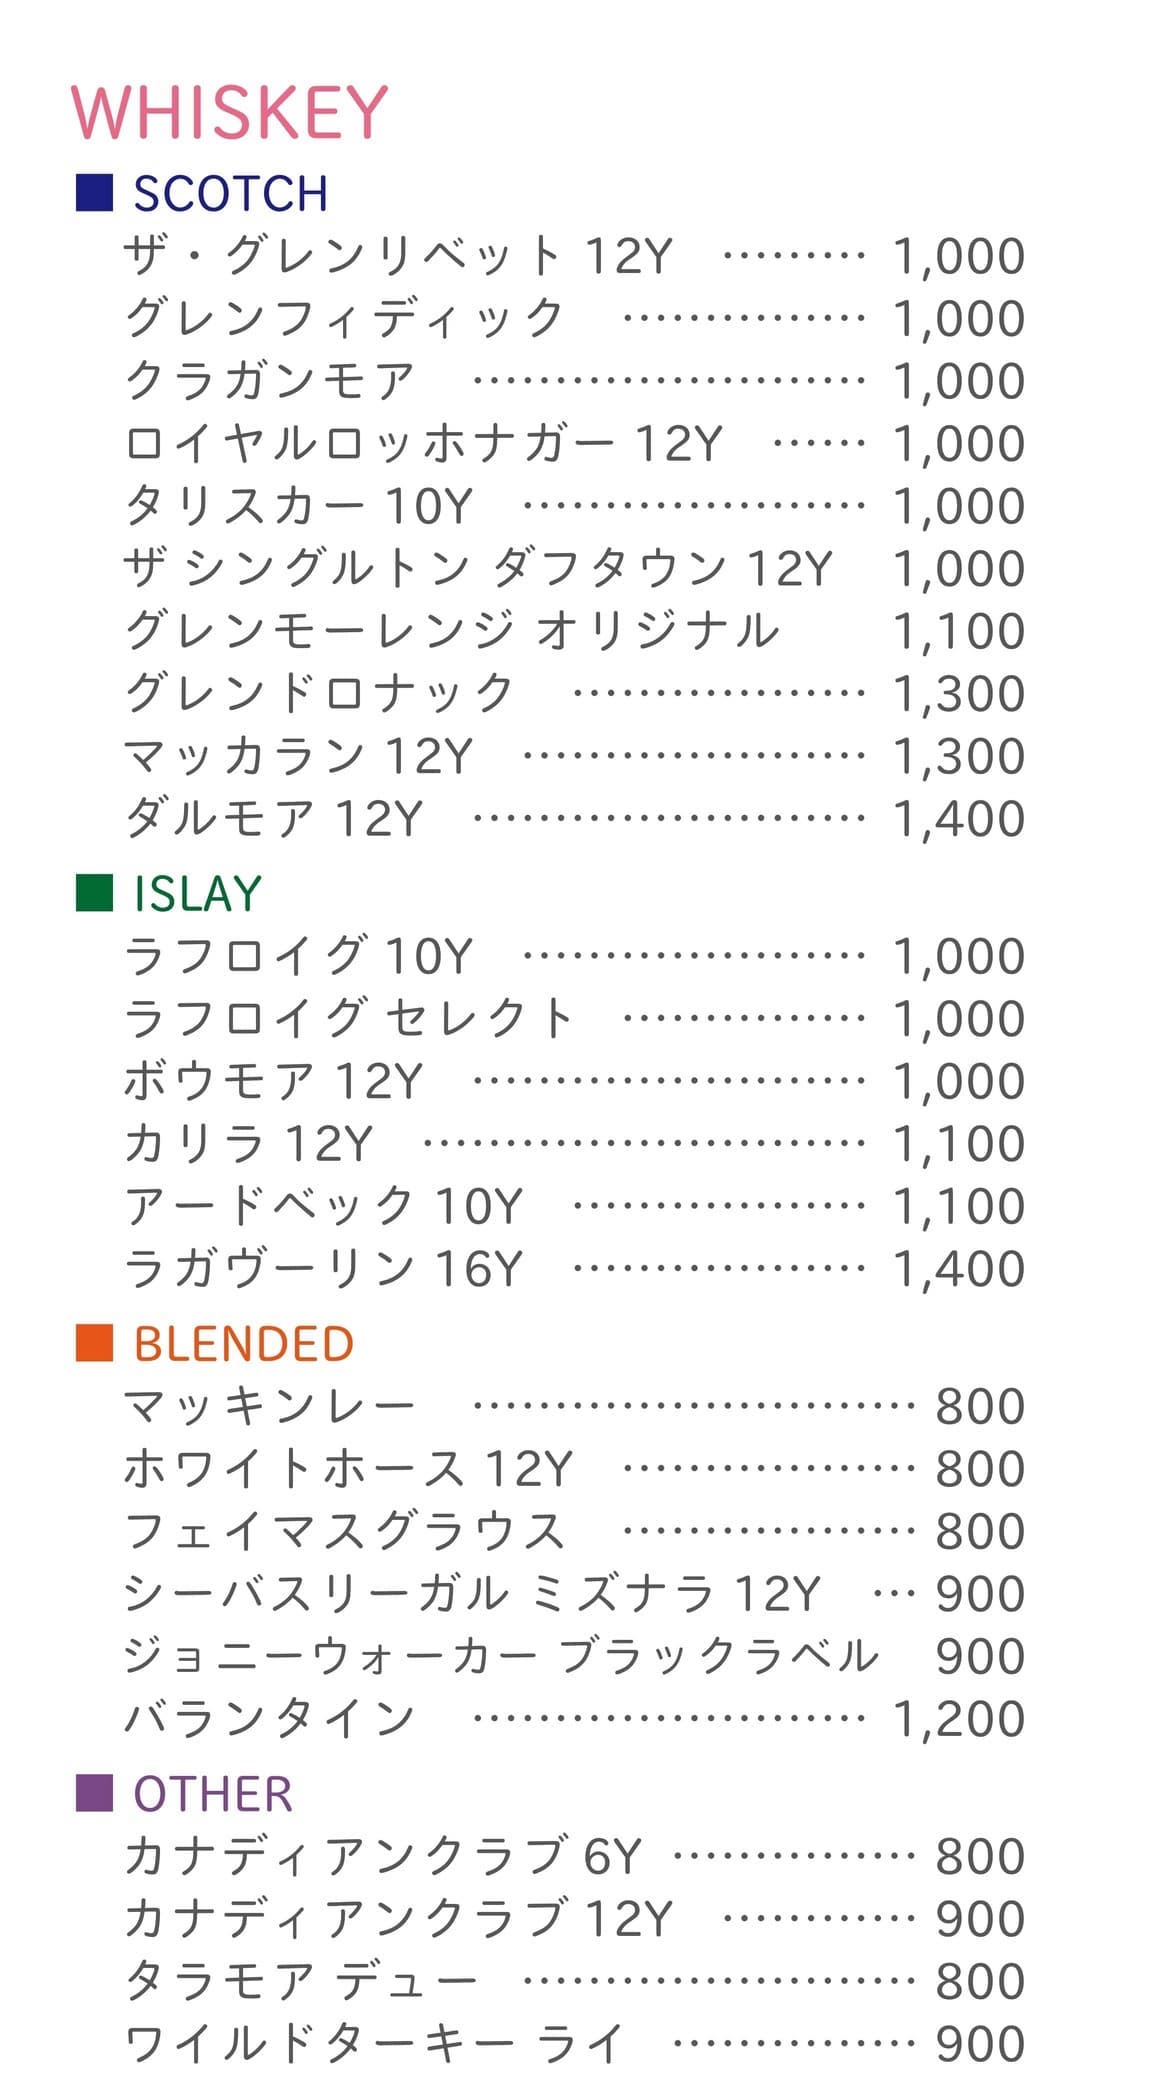 WHISKEY
■ SCOTCH
ザ・グレンリベット 12Y ……… 1,000
グレンフィディック …………… 1,000
クラガンモア …………………… 1,000
ロイヤルロッホナガー 12Y …… 1,000
タリスカー 10Y ………………… 1,000
ザ シングルトン ダフタウン 12Y 1,000
グレンモーレンジ オリジナル 1,100
グレンドロナック ……………… 1,300
マッカラン 12Y ………………… 1,300
ダルモア 12Y …………………… 1,400
■ ISLAY
ラフロイグ 10Y ………………… 1,000
ラフロイグ セレクト …………… 1,000
ボウモア 12Y …………………… 1,000
カリラ 12Y ……………………… 1,100
アードベック 10Y ……………… 1,100
ラガヴーリン 16Y ……………… 1,400
■ BLENDED
マッキンレー ……………………… 800
ホワイトホース 12Y ……………… 800
フェイマスグラウス ……………… 800
シーバスリーガル ミズナラ 12Y … 900
ジョニーウォーカー ブラックラベル 900
バランタイン …………………… 1,200
■ OTHER
カナディアンクラブ 6Y …………… 800
カナディアンクラブ 12Y ………… 900
タラモア デュー …………………… 800
ワイルドターキー ライ …………… 900